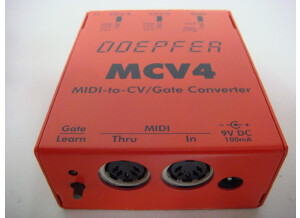 DOEPFER
MCV4
MIDI-to-CV/Gate Converter
Gate MIDI 9V DC
Learn Thru In 100mA